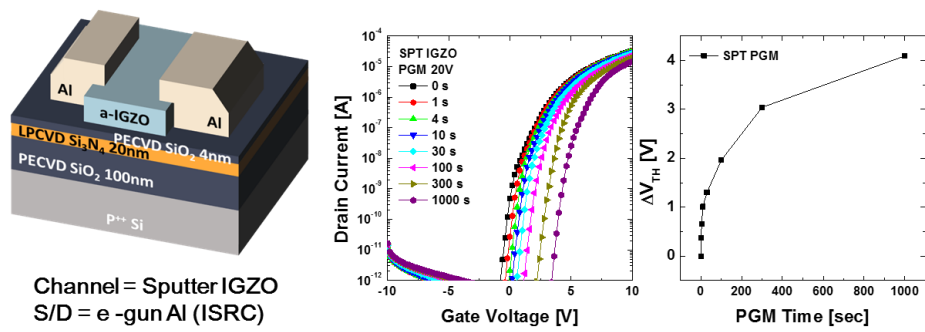 Al
a-IGZO
Al
PECVD SiO₂ 4nm
LPCVD Si₃N₄ 20nm
PECVD SiO₂ 100nm
P⁺⁺ Si
Channel = Sputter IGZO
S/D = e -gun Al (ISRC)
SPT IGZO
PGM 20V
0 s
1 s
4 s
10 s
30 s
100 s
300 s
1000 s
10⁻⁴
10⁻⁵
10⁻⁶
10⁻⁷
10⁻⁸
10⁻⁹
10⁻¹⁰
10⁻¹¹
10⁻¹²
Drain Current [A]
-10 -5 0 5 10
Gate Voltage [V]
SPT PGM
4
3
2
1
0
ΔV_TH [V]
0 200 400 600 800 1000
PGM Time [sec]